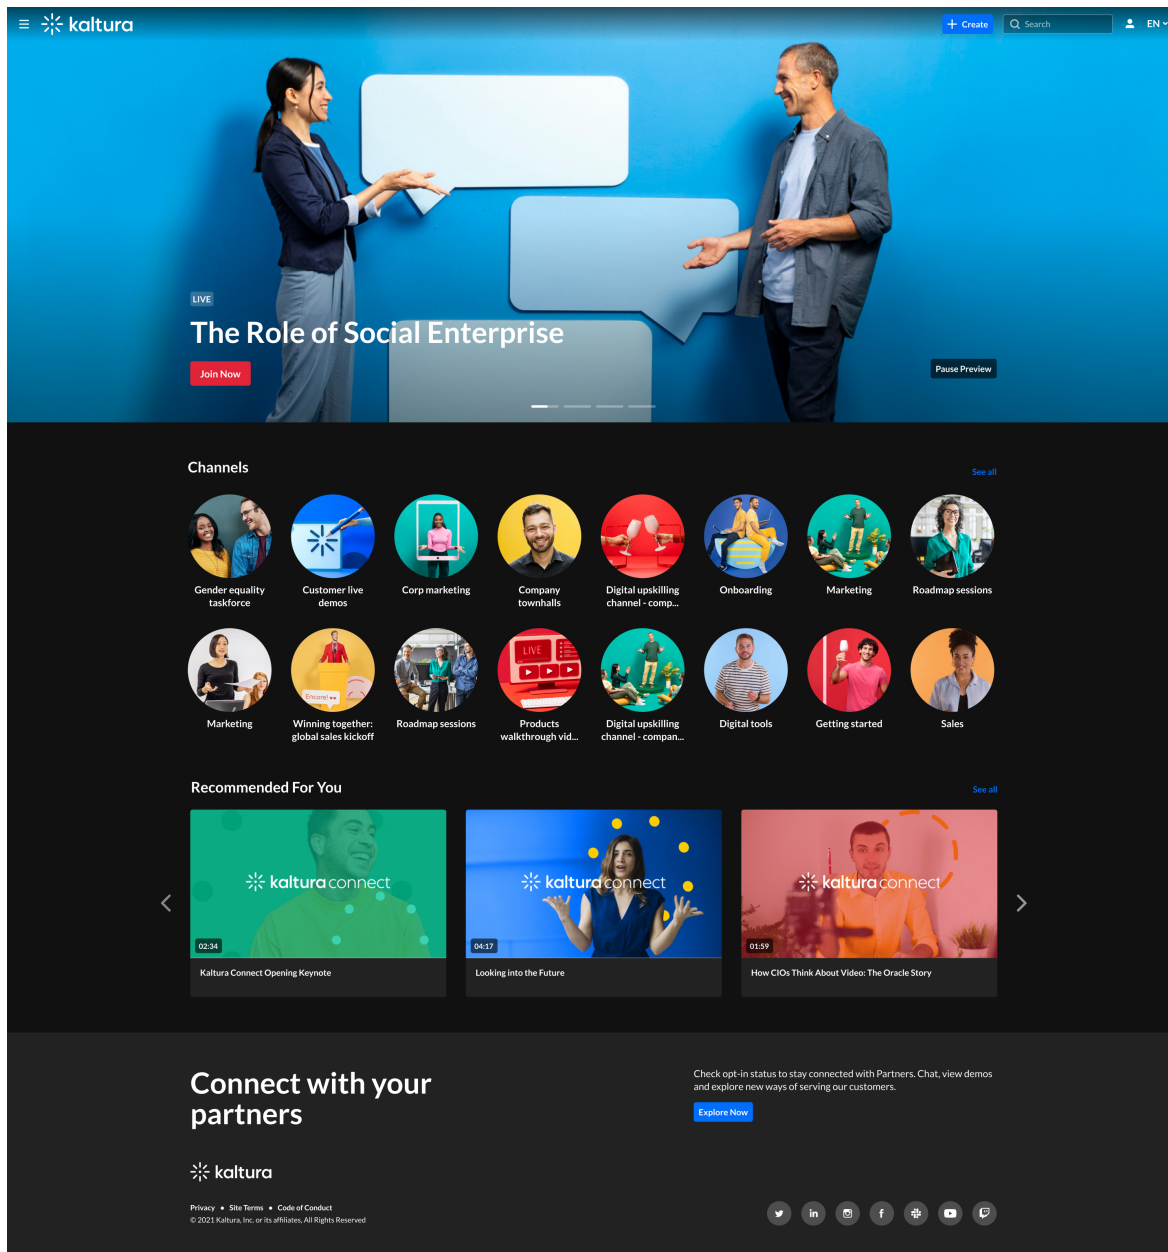 kaltura
Create
Search
EN
LIVE
The Role of Social Enterprise
Join Now
Pause Preview
Channels
See all
Gender equality
taskforce
Customer live
demos
Corp marketing
Company
townhalls
Digital upskilling
channel - comp...
Onboarding
Marketing
Roadmap sessions
LIVE
Encore!
Marketing
Winning together:
global sales kickoff
Roadmap sessions
Products
walkthrough vid...
Digital upskilling
channel - compan...
Digital tools
Getting started
Sales
Recommended For You
See all
kaltura connect
kaltura connect
kaltura connect
02:34
04:17
01:59
Kaltura Connect Opening Keynote
Looking into the Future
How CIOs Think About Video: The Oracle Story
Connect with your
partners
Check opt-in status to stay connected with Partners. Chat, view demos
and explore new ways of serving our customers.
Explore Now
kaltura
Privacy • Site Terms • Code of Conduct
© 2021 Kaltura, Inc. or its affiliates, All Rights Reserved
in
f